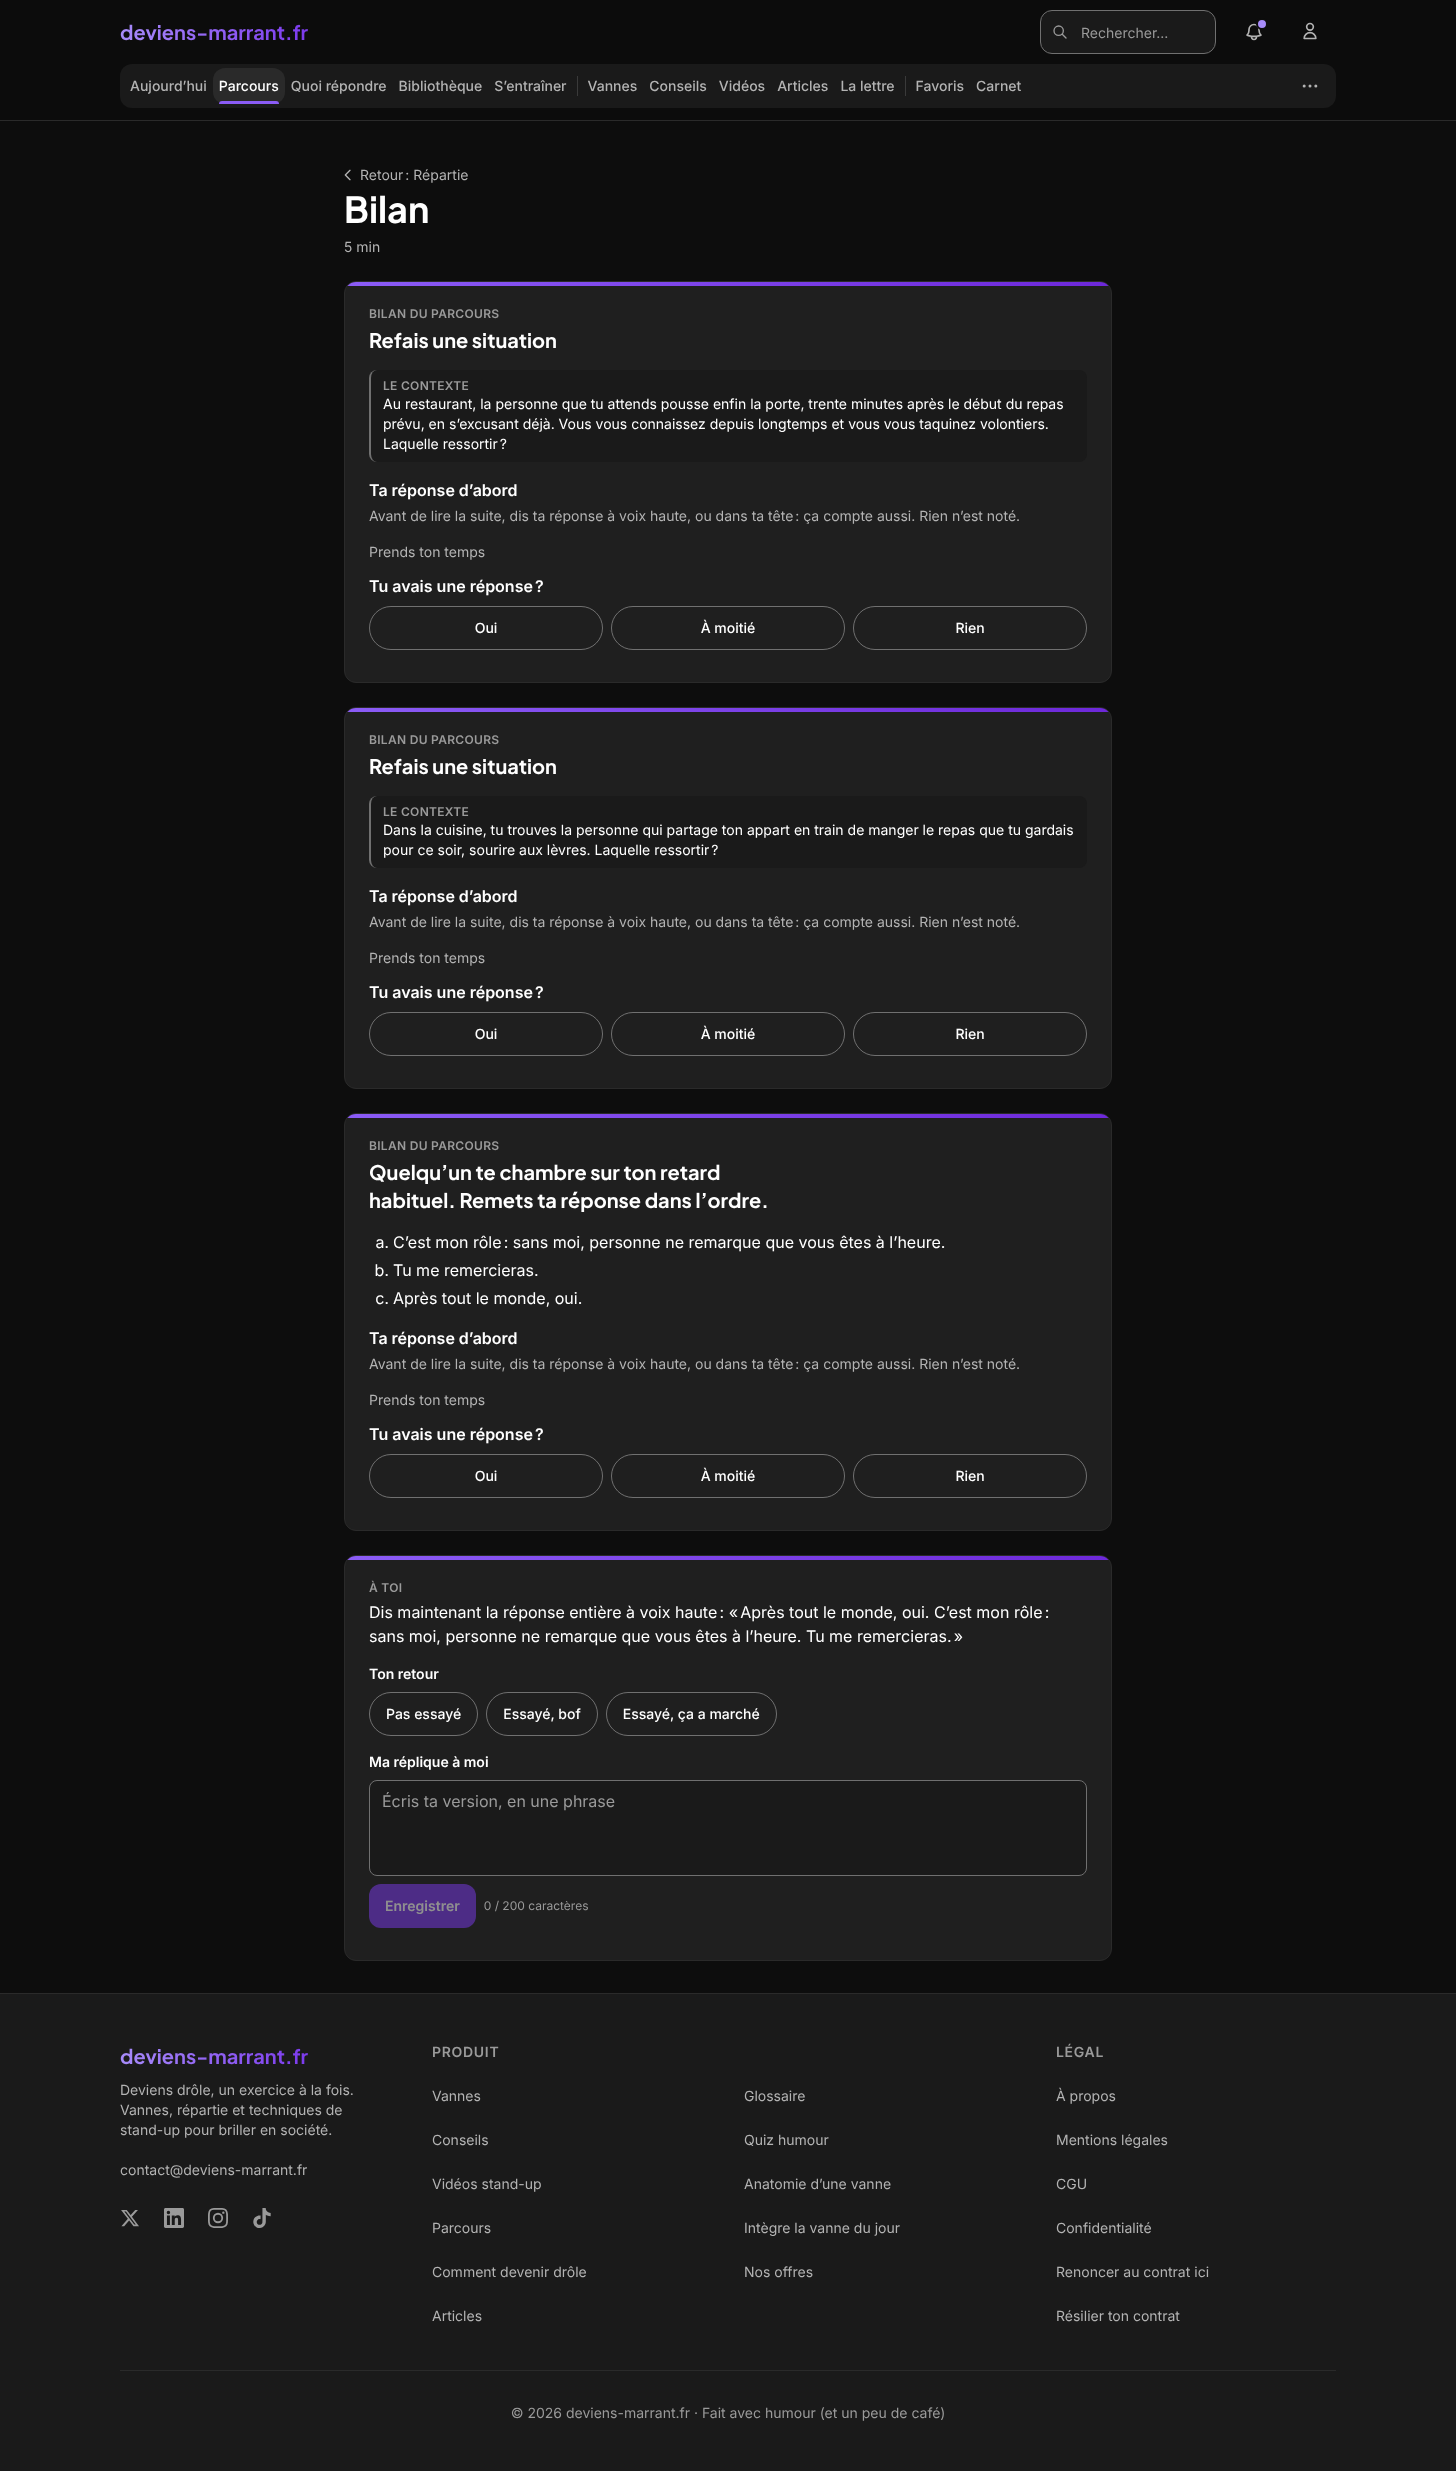 deviens-marrant.fr
Rechercher...
Aujourd’hui Parcours Quoi répondre Bibliothèque S’entraîner Vannes Conseils Vidéos Articles La lettre Favoris Carnet
Retour : Répartie
Bilan
5 min
BILAN DU PARCOURS
Refais une situation
LE CONTEXTE
Au restaurant, la personne que tu attends pousse enfin la porte, trente minutes après le début du repas
prévu, en s’excusant déjà. Vous vous connaissez depuis longtemps et vous vous taquinez volontiers.
Laquelle ressortir ?
Ta réponse d’abord
Avant de lire la suite, dis ta réponse à voix haute, ou dans ta tête : ça compte aussi. Rien n’est noté.
Prends ton temps
Tu avais une réponse ?
Oui À moitié Rien
BILAN DU PARCOURS
Refais une situation
LE CONTEXTE
Dans la cuisine, tu trouves la personne qui partage ton appart en train de manger le repas que tu gardais
pour ce soir, sourire aux lèvres. Laquelle ressortir ?
Ta réponse d’abord
Avant de lire la suite, dis ta réponse à voix haute, ou dans ta tête : ça compte aussi. Rien n’est noté.
Prends ton temps
Tu avais une réponse ?
Oui À moitié Rien
BILAN DU PARCOURS
Quelqu’un te chambre sur ton retard
habituel. Remets ta réponse dans l’ordre.
a. C’est mon rôle : sans moi, personne ne remarque que vous êtes à l’heure.
b. Tu me remercieras.
c. Après tout le monde, oui.
Ta réponse d’abord
Avant de lire la suite, dis ta réponse à voix haute, ou dans ta tête : ça compte aussi. Rien n’est noté.
Prends ton temps
Tu avais une réponse ?
Oui À moitié Rien
À TOI
Dis maintenant la réponse entière à voix haute : « Après tout le monde, oui. C’est mon rôle :
sans moi, personne ne remarque que vous êtes à l’heure. Tu me remercieras. »
Ton retour
Pas essayé Essayé, bof Essayé, ça a marché
Ma réplique à moi
Écris ta version, en une phrase
Enregistrer 0 / 200 caractères
deviens-marrant.fr
Deviens drôle, un exercice à la fois.
Vannes, répartie et techniques de
stand-up pour briller en société.
contact@deviens-marrant.fr
PRODUIT
Vannes
Conseils
Vidéos stand-up
Parcours
Comment devenir drôle
Articles
Glossaire
Quiz humour
Anatomie d’une vanne
Intègre la vanne du jour
Nos offres
LÉGAL
À propos
Mentions légales
CGU
Confidentialité
Renoncer au contrat ici
Résilier ton contrat
© 2026 deviens-marrant.fr · Fait avec humour (et un peu de café)